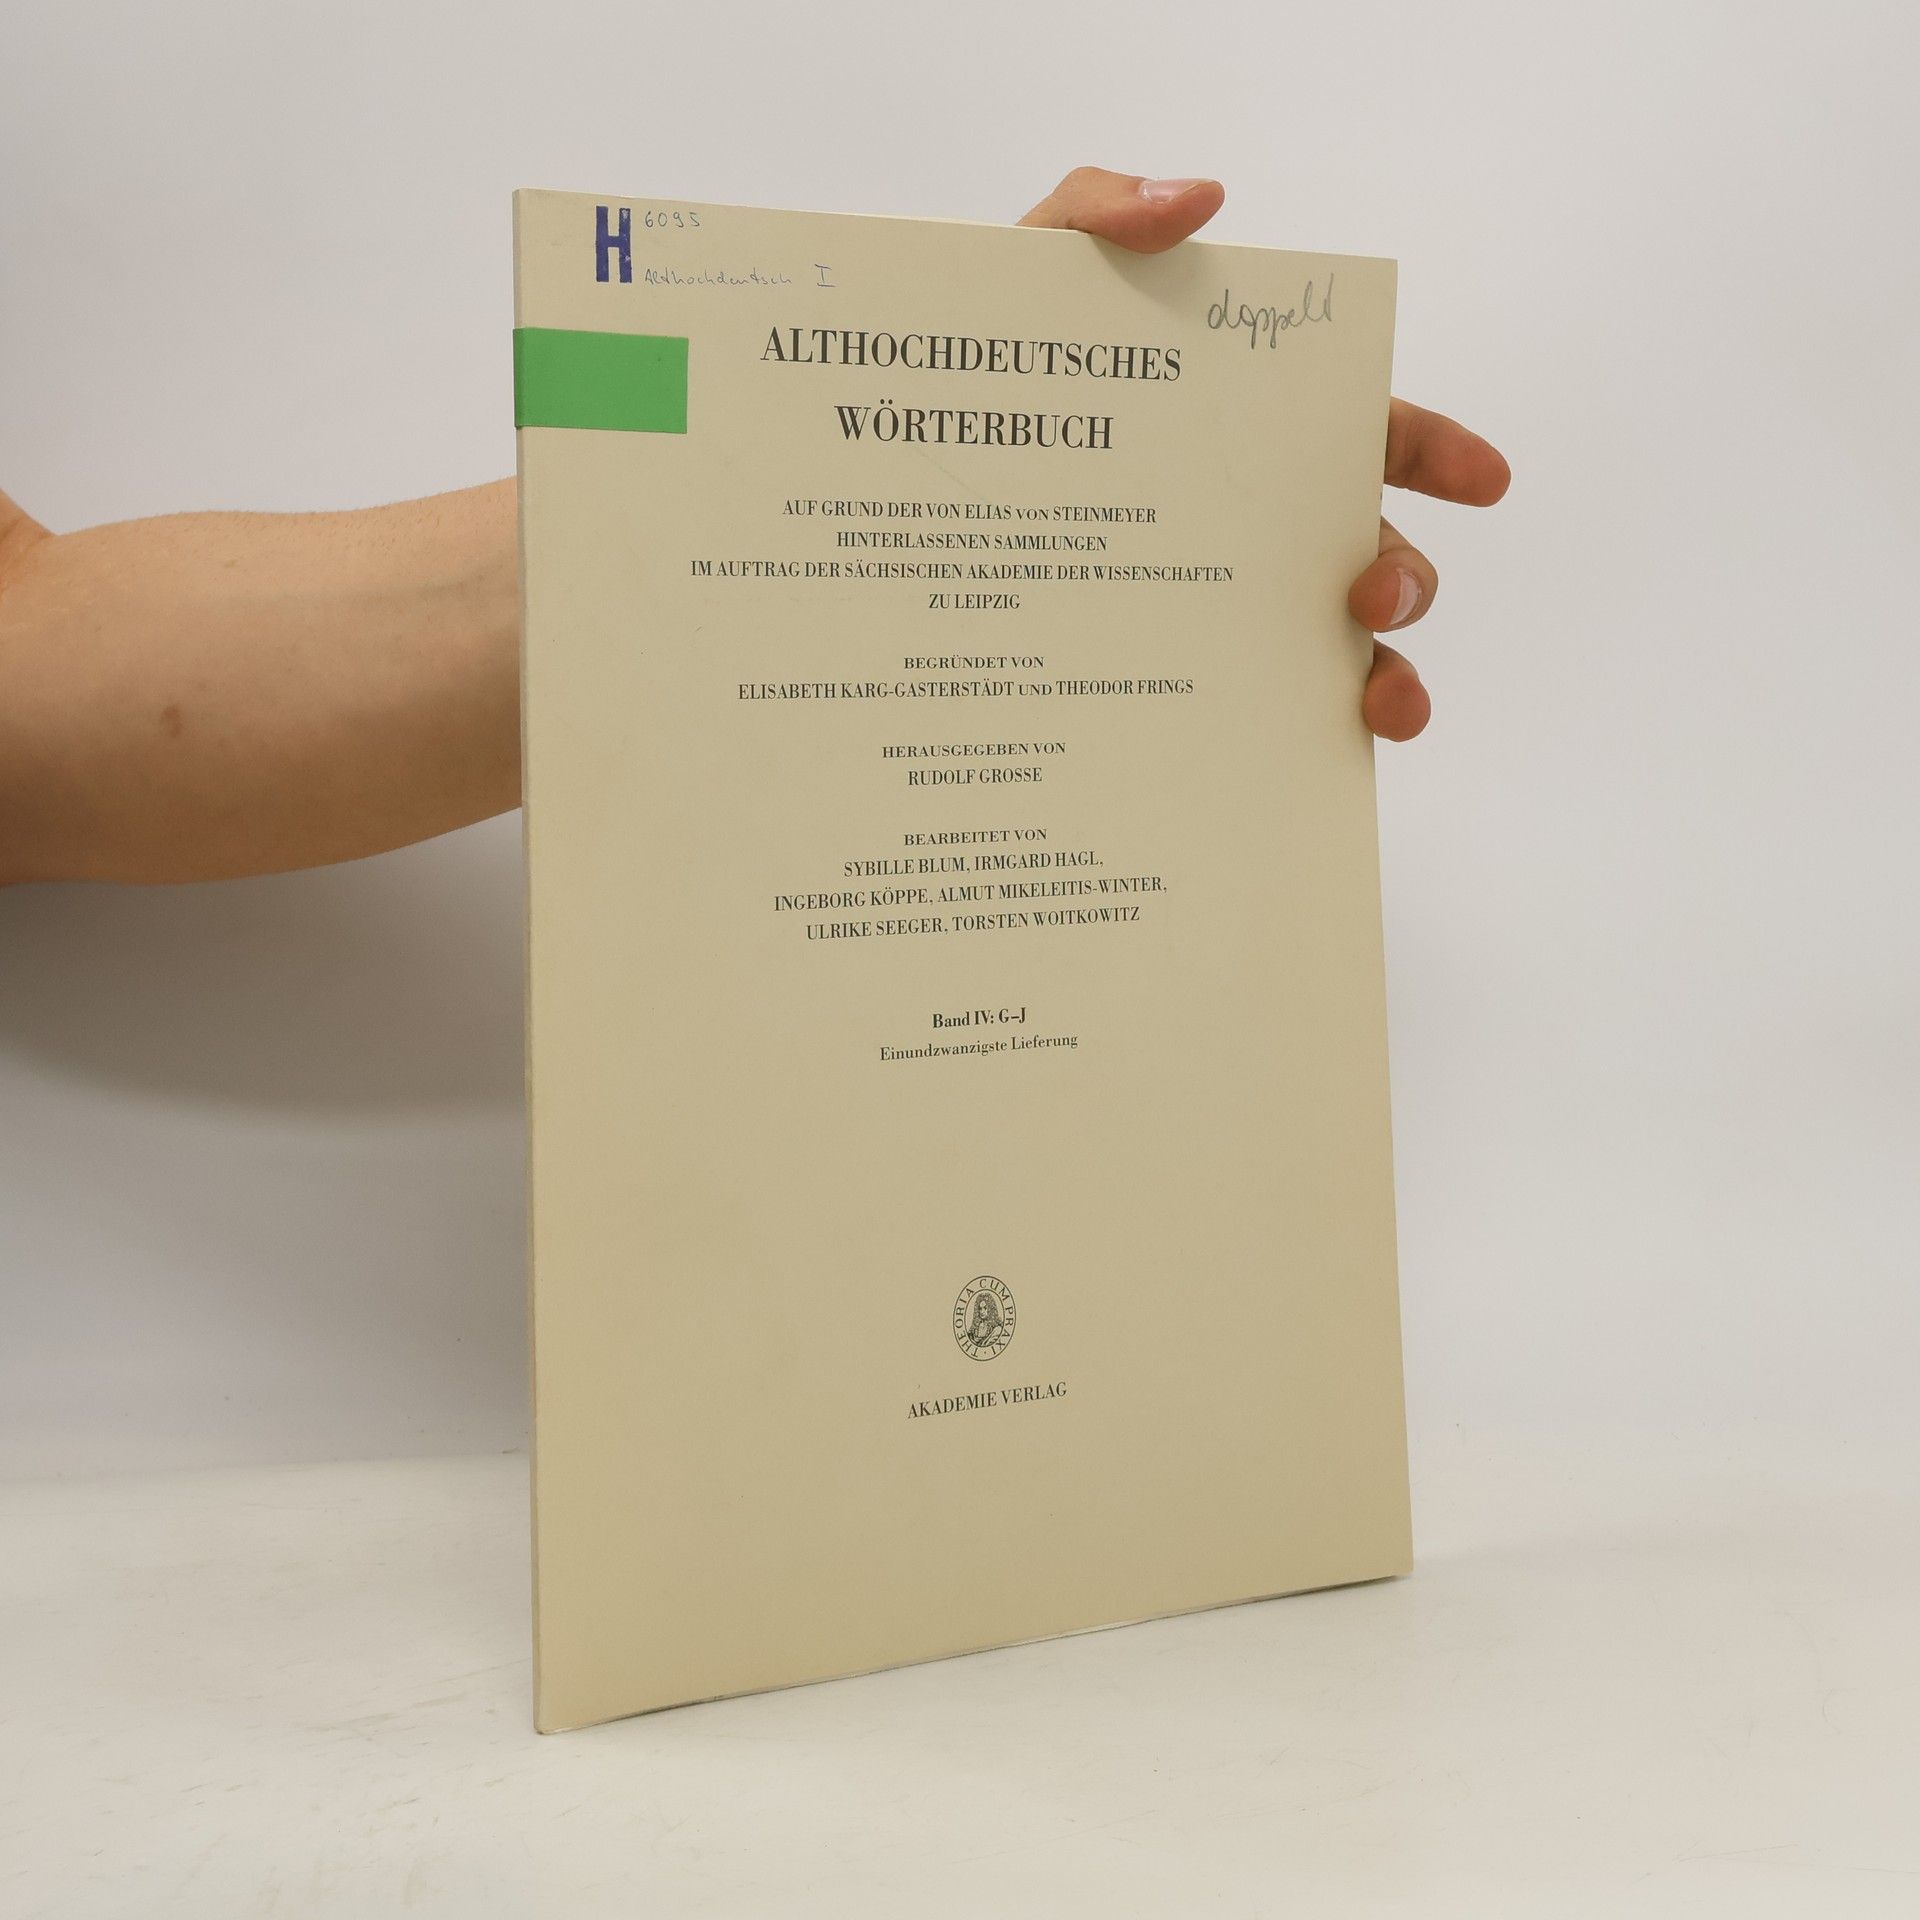 H 6095
Althochdeutsch I
doppelt
ALTHOCHDEUTSCHES
WÖRTERBUCH
AUF GRUND DER VON ELIAS VON STEINMEYER
HINTERLASSENEN SAMMLUNGEN
IM AUFTRAG DER SÄCHSISCHEN AKADEMIE DER WISSENSCHAFTEN
ZU LEIPZIG
BEGRÜNDET VON
ELISABETH KARG-GASTERSTÄDT UND THEODOR FRINGS
HERAUSGEGEBEN VON
RUDOLF GROSSE
BEARBEITET VON
SYBILLE BLUM, IRMGARD HAGL,
INGEBORG KÖPPE, ALMUT MIKELEITIS-WINTER,
ULRIKE SEEGER, TORSTEN WOITKOWITZ
Band IV: G–J
Einundzwanzigste Lieferung
THEORIA CUM PRAXI ·
AKADEMIE VERLAG